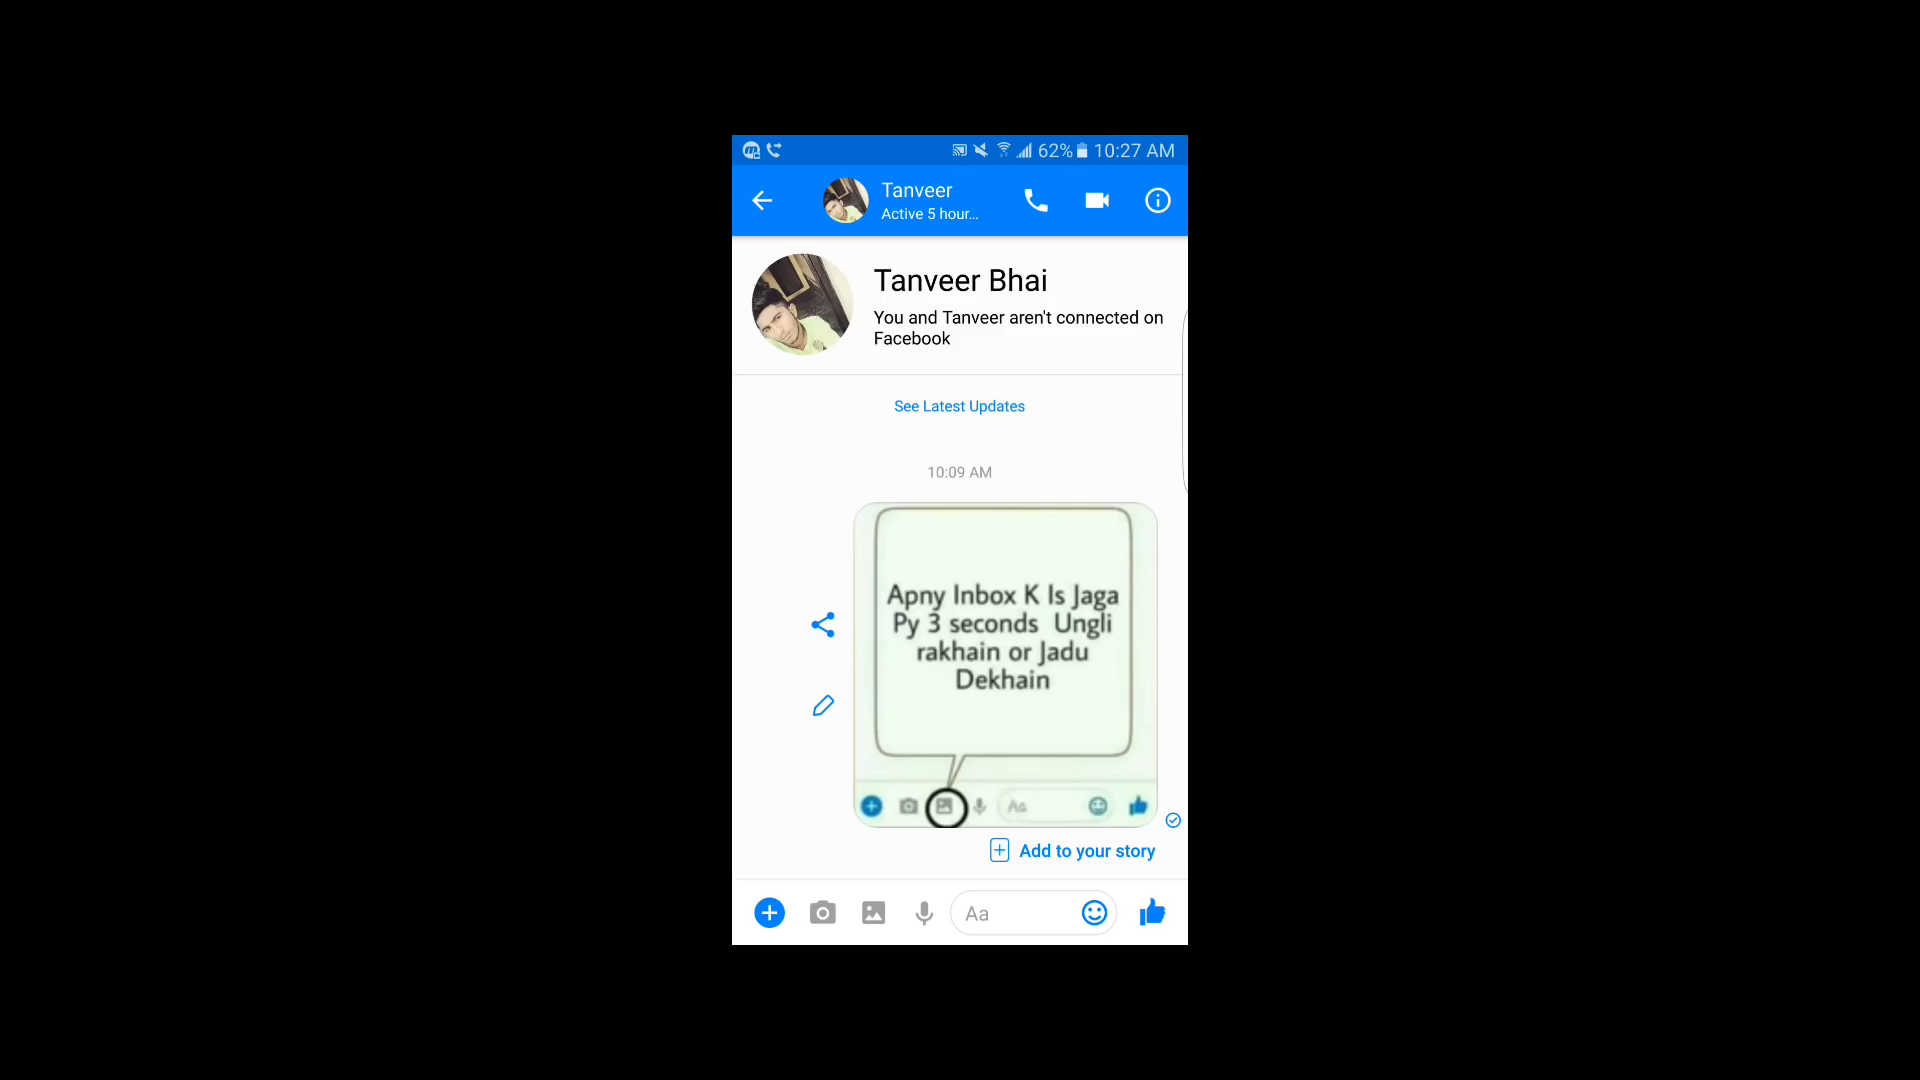 62% 10:27 AM
Tanveer
Active 5 hour...
Tanveer Bhai
You and Tanveer aren't connected on
Facebook
See Latest Updates
10:09 AM
Apny Inbox K Is Jaga
Py 3 seconds Ungli
rakhain or Jadu
Dekhain
Aa
Add to your story
Aa